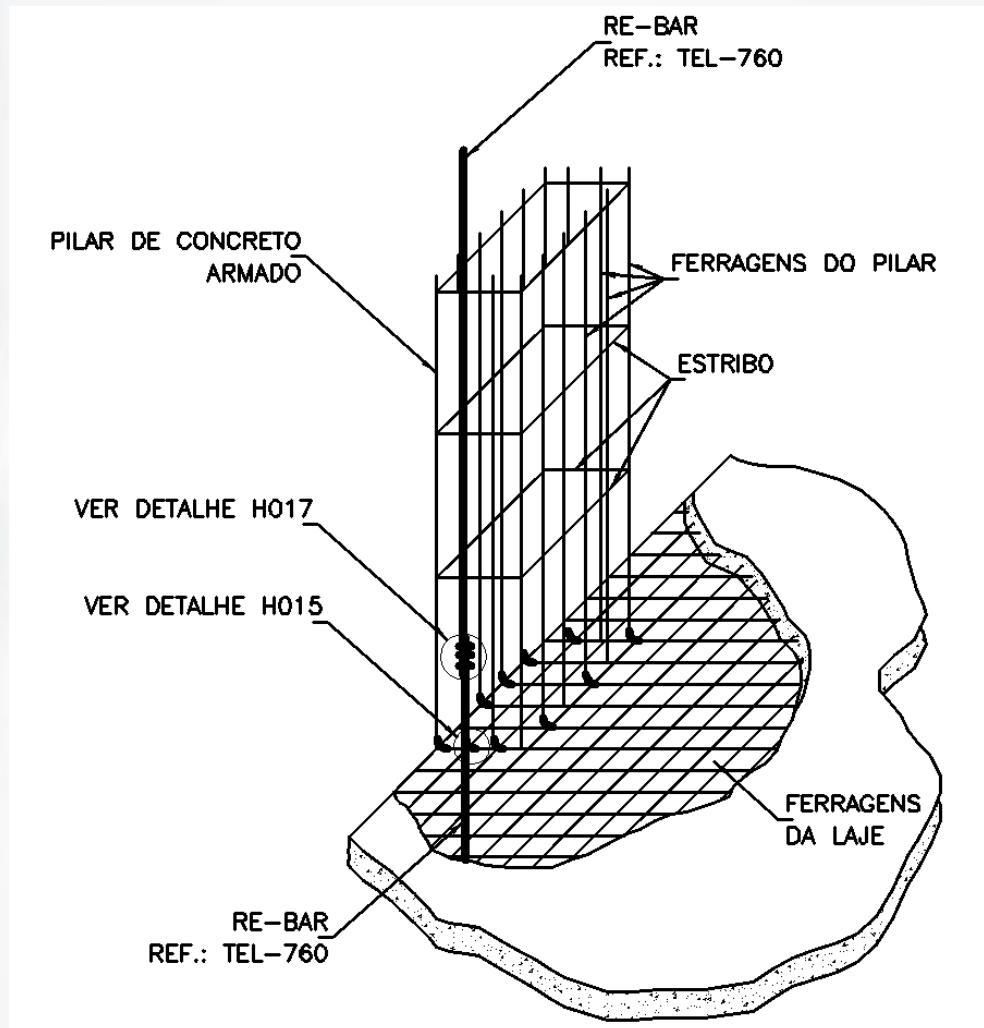 RE-BAR
REF.: TEL-760
PILAR DE CONCRETO
ARMADO
FERRAGENS DO PILAR
ESTRIBO
VER DETALHE H017
VER DETALHE H015
FERRAGENS
DA LAJE
RE-BAR
REF.: TEL-760